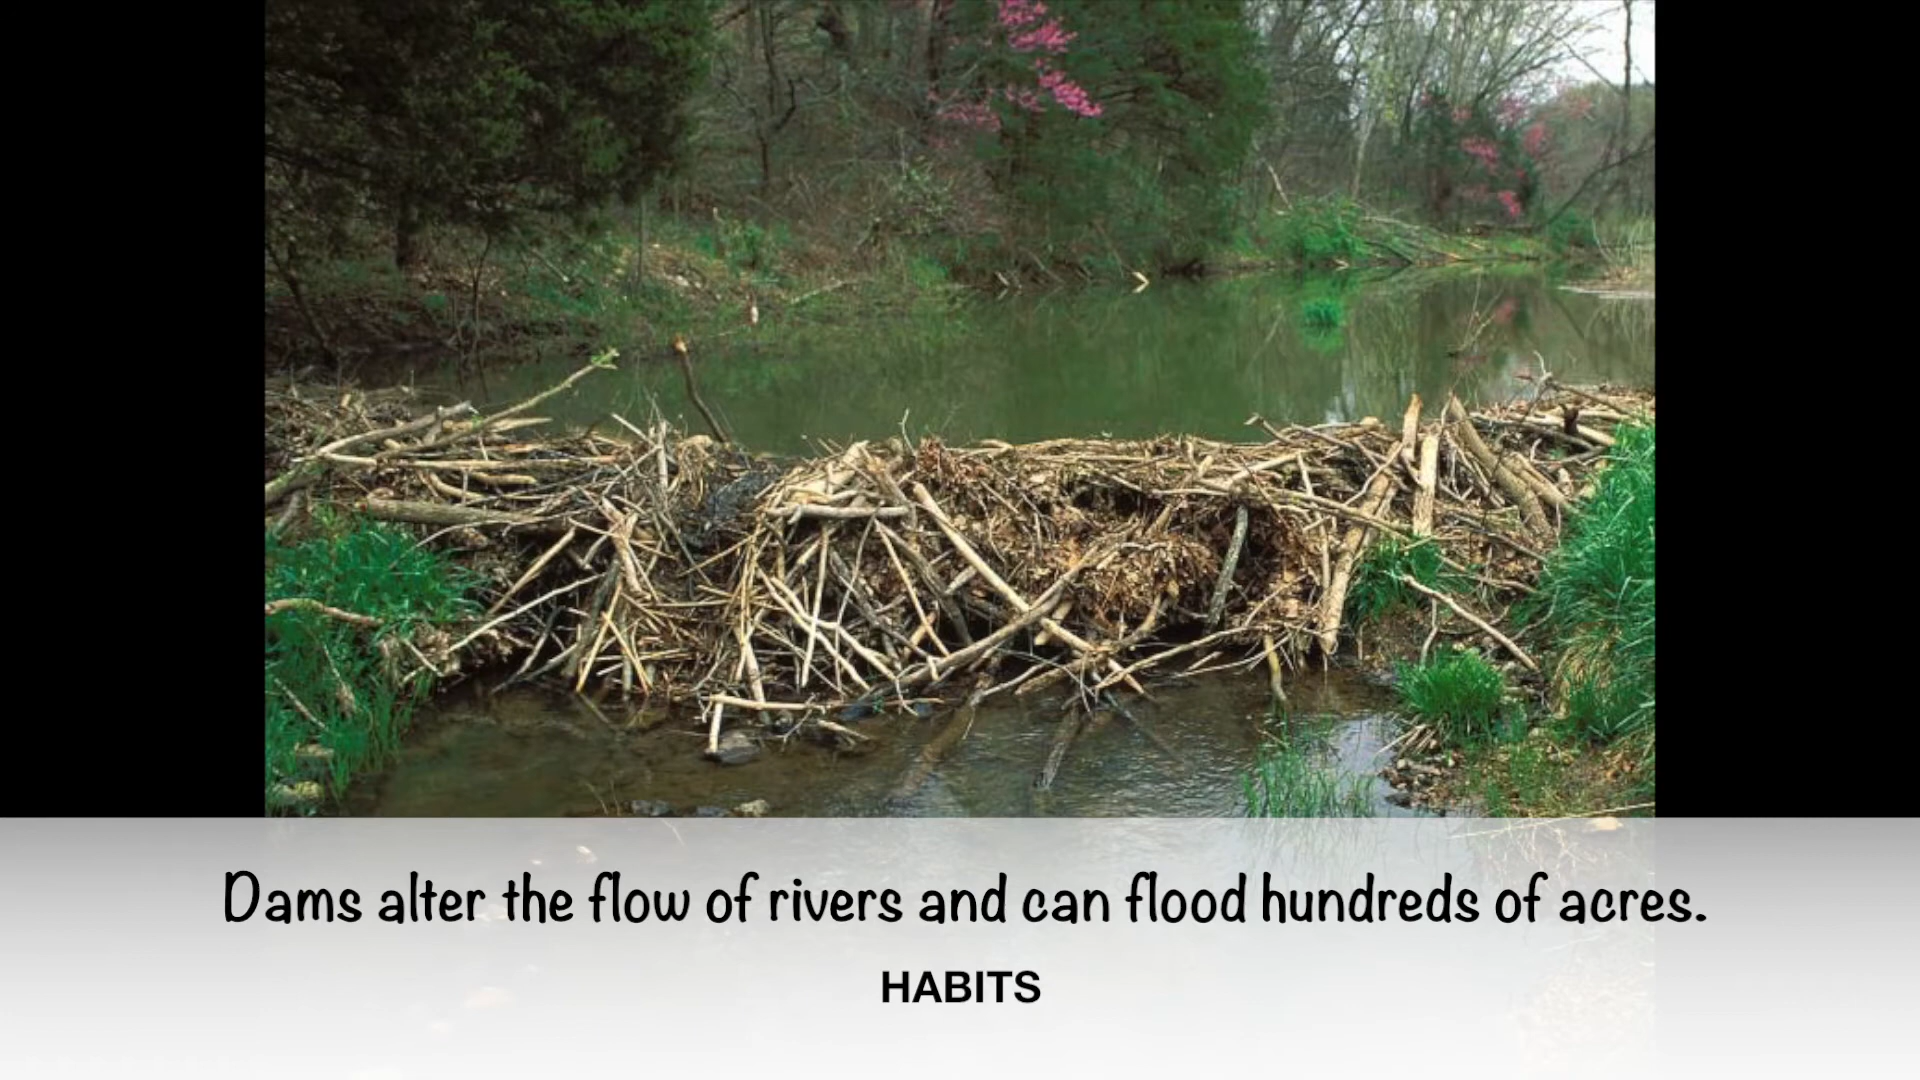 Dams alter the flow of rivers and can flood hundreds of acres.
HABITS